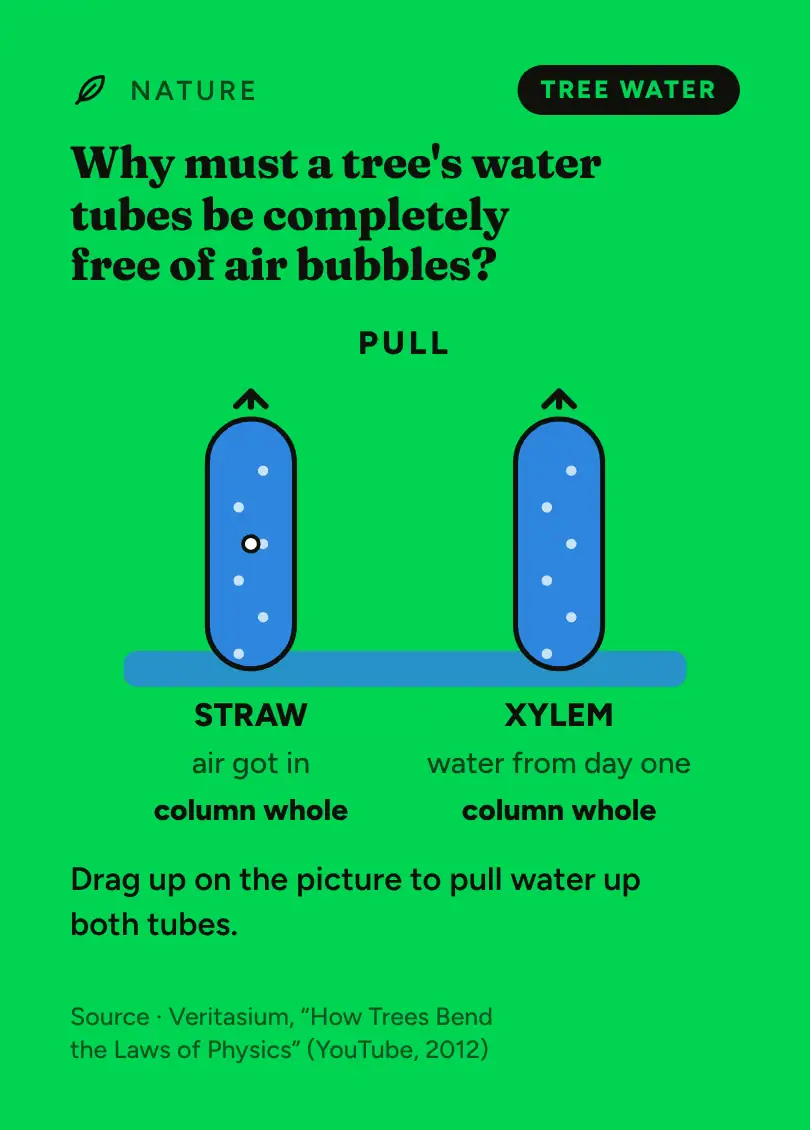 NATURE
TREE WATER
Why must a tree's water
tubes be completely
free of air bubbles?
PULL
STRAW
XYLEM
air got in
water from day one
column whole
column whole
Drag up on the picture to pull water up
both tubes.
Source · Veritasium, “How Trees Bend
the Laws of Physics” (YouTube, 2012)